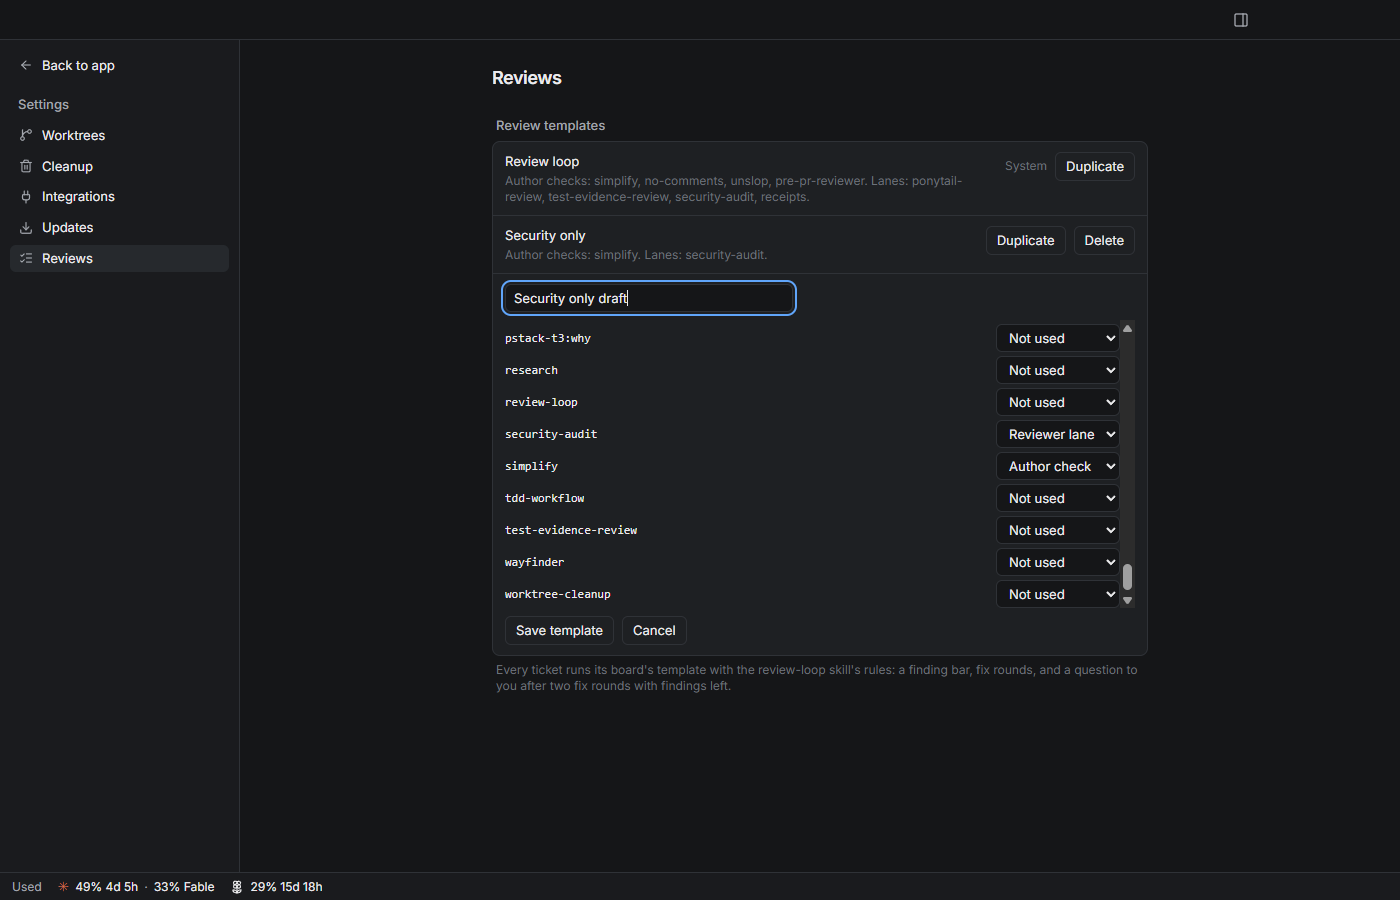 Back to app
Settings
Worktrees
Cleanup
Integrations
Updates
Reviews
Reviews
Review templates
Review loop
System
Duplicate
Author checks: simplify, no-comments, unslop, pre-pr-reviewer. Lanes: ponytail-
review, test-evidence-review, security-audit, receipts.
Security only
Duplicate
Delete
Author checks: simplify. Lanes: security-audit.
Security only draft
pstack-t3:why
Not used
research
Not used
review-loop
Not used
security-audit
Reviewer lane
simplify
Author check
tdd-workflow
Not used
test-evidence-review
Not used
wayfinder
Not used
worktree-cleanup
Not used
Save template
Cancel
Every ticket runs its board's template with the review-loop skill's rules: a finding bar, fix rounds, and a question to
you after two fix rounds with findings left.
Used 49% 4d 5h · 33% Fable 29% 15d 18h